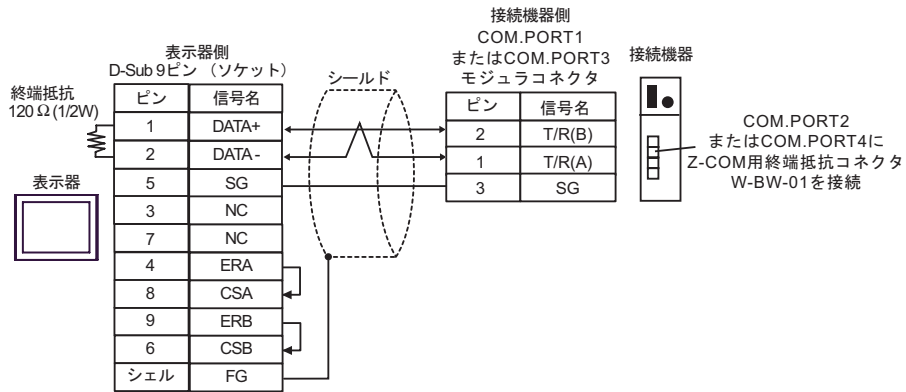 接続機器側
COM.PORT1
またはCOM.PORT3
モジュラコネクタ
接続機器
表示器側
D-Sub 9ピン （ソケット）
シールド
終端抵抗
120 Ω (1/2W)
ピン 信号名
1 DATA+
2 DATA-
5 SG
3 NC
7 NC
4 ERA
8 CSA
9 ERB
6 CSB
シェル FG
表示器
ピン 信号名
2 T/R(B)
1 T/R(A)
3 SG
COM.PORT2
またはCOM.PORT4に
Z-COM用終端抵抗コネクタ
W-BW-01を接続